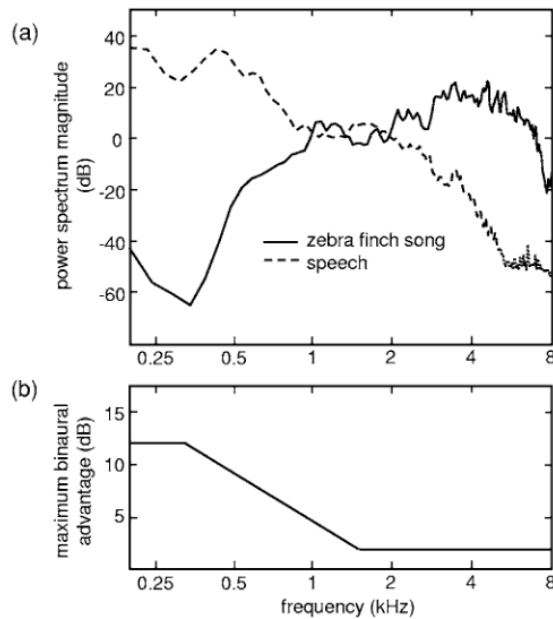 (a)
40
20
0
-20
-40
-60
power spectrum magnitude
(dB)
zebra finch song
speech
0.25 0.5 1 2 4 8
(b)
15
10
5
maximum binaural
advantage (dB)
0.25 0.5 1 2 4 8
frequency (kHz)